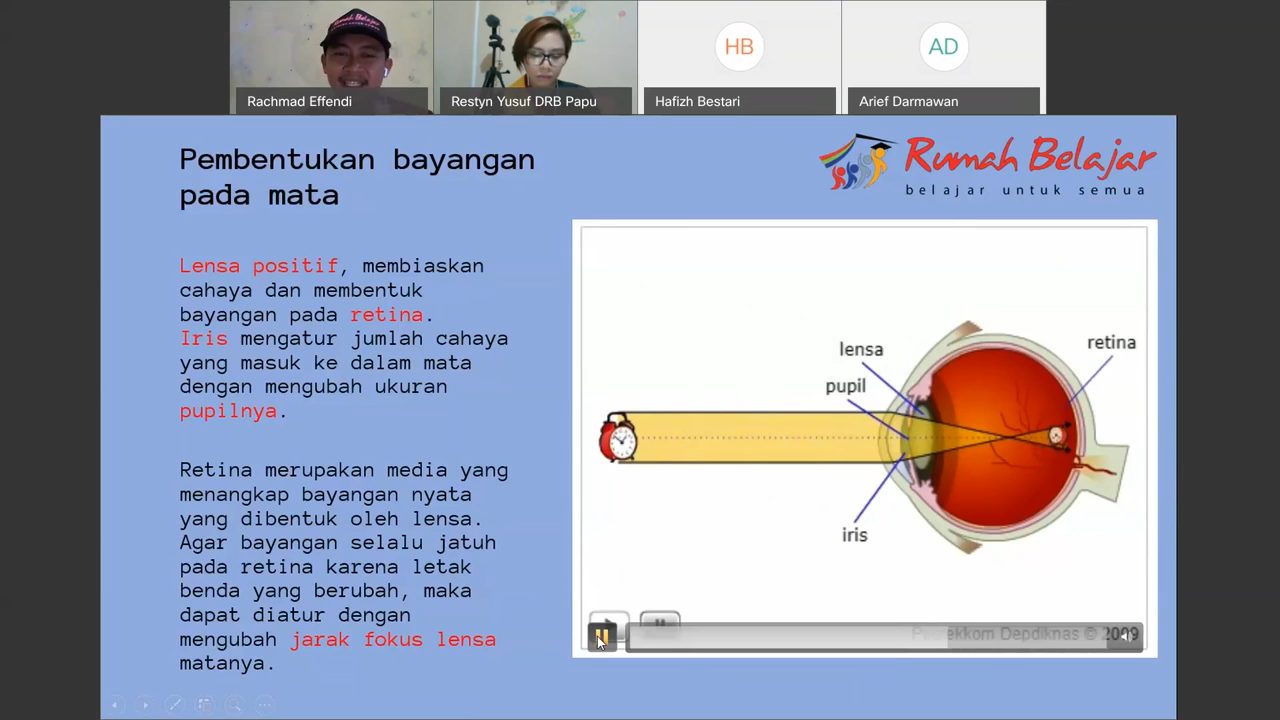 Rumah Belajar
HB
AD
Rachmad Effendi
Restyn Yusuf DRB Papu
Hafizh Bestari
Arief Darmawan
Pembentukan bayangan
pada mata
Rumah Belajar
belajar untuk semua
Lensa positif, membiaskan
cahaya dan membentuk
bayangan pada retina.
Iris mengatur jumlah cahaya
yang masuk ke dalam mata
dengan mengubah ukuran
pupilnya.
Retina merupakan media yang
menangkap bayangan nyata
yang dibentuk oleh lensa.
Agar bayangan selalu jatuh
pada retina karena letak
benda yang berubah, maka
dapat diatur dengan
mengubah jarak fokus lensa
matanya.
lensa
retina
pupil
iris
Depdiknas © 2009